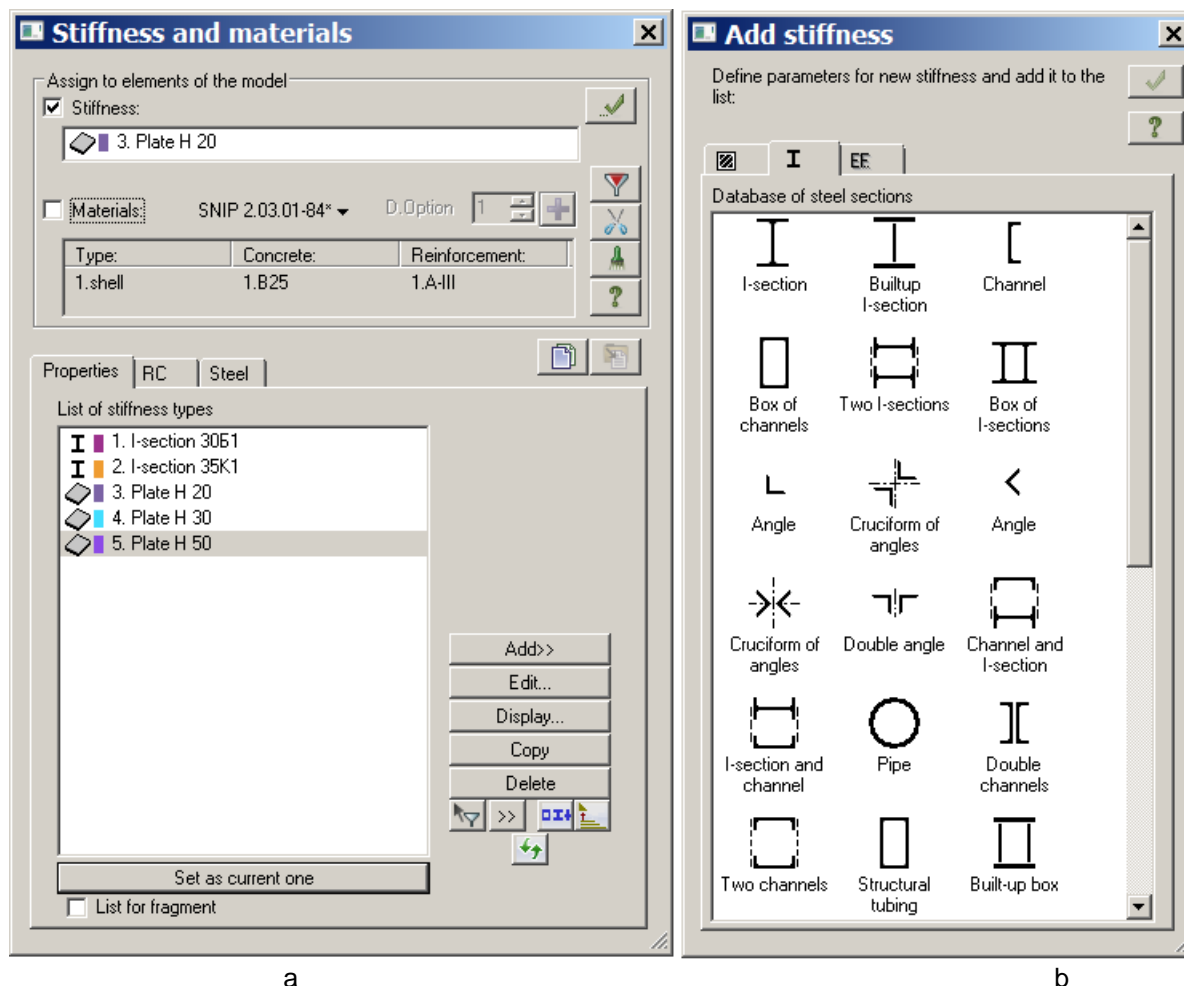 Stiffness and materials
Assign to elements of the model
Stiffness:
3. Plate H 20
Materials:
SNIP 2.03.01-84*
D.Option
1
Type:
Concrete:
Reinforcement:
1.shell
1.B25
1.A-III
?
Properties
RC
Steel
List of stiffness types
1. I-section 30Б1
2. I-section 35К1
3. Plate H 20
4. Plate H 30
5. Plate H 50
Add>>
Edit...
Display...
Copy
Delete
>>
Set as current one
List for fragment
a
Add stiffness
Define parameters for new stiffness and add it to the
list:
?
I
EE
Database of steel sections
I-section
Builtup
I-section
Channel
Box of
channels
Two I-sections
Box of
I-sections
Angle
Cruciform of
angles
Angle
Cruciform of
angles
Double angle
Channel and
I-section
I-section and
channel
Pipe
Double
channels
Two channels
Structural
tubing
Built-up box
b